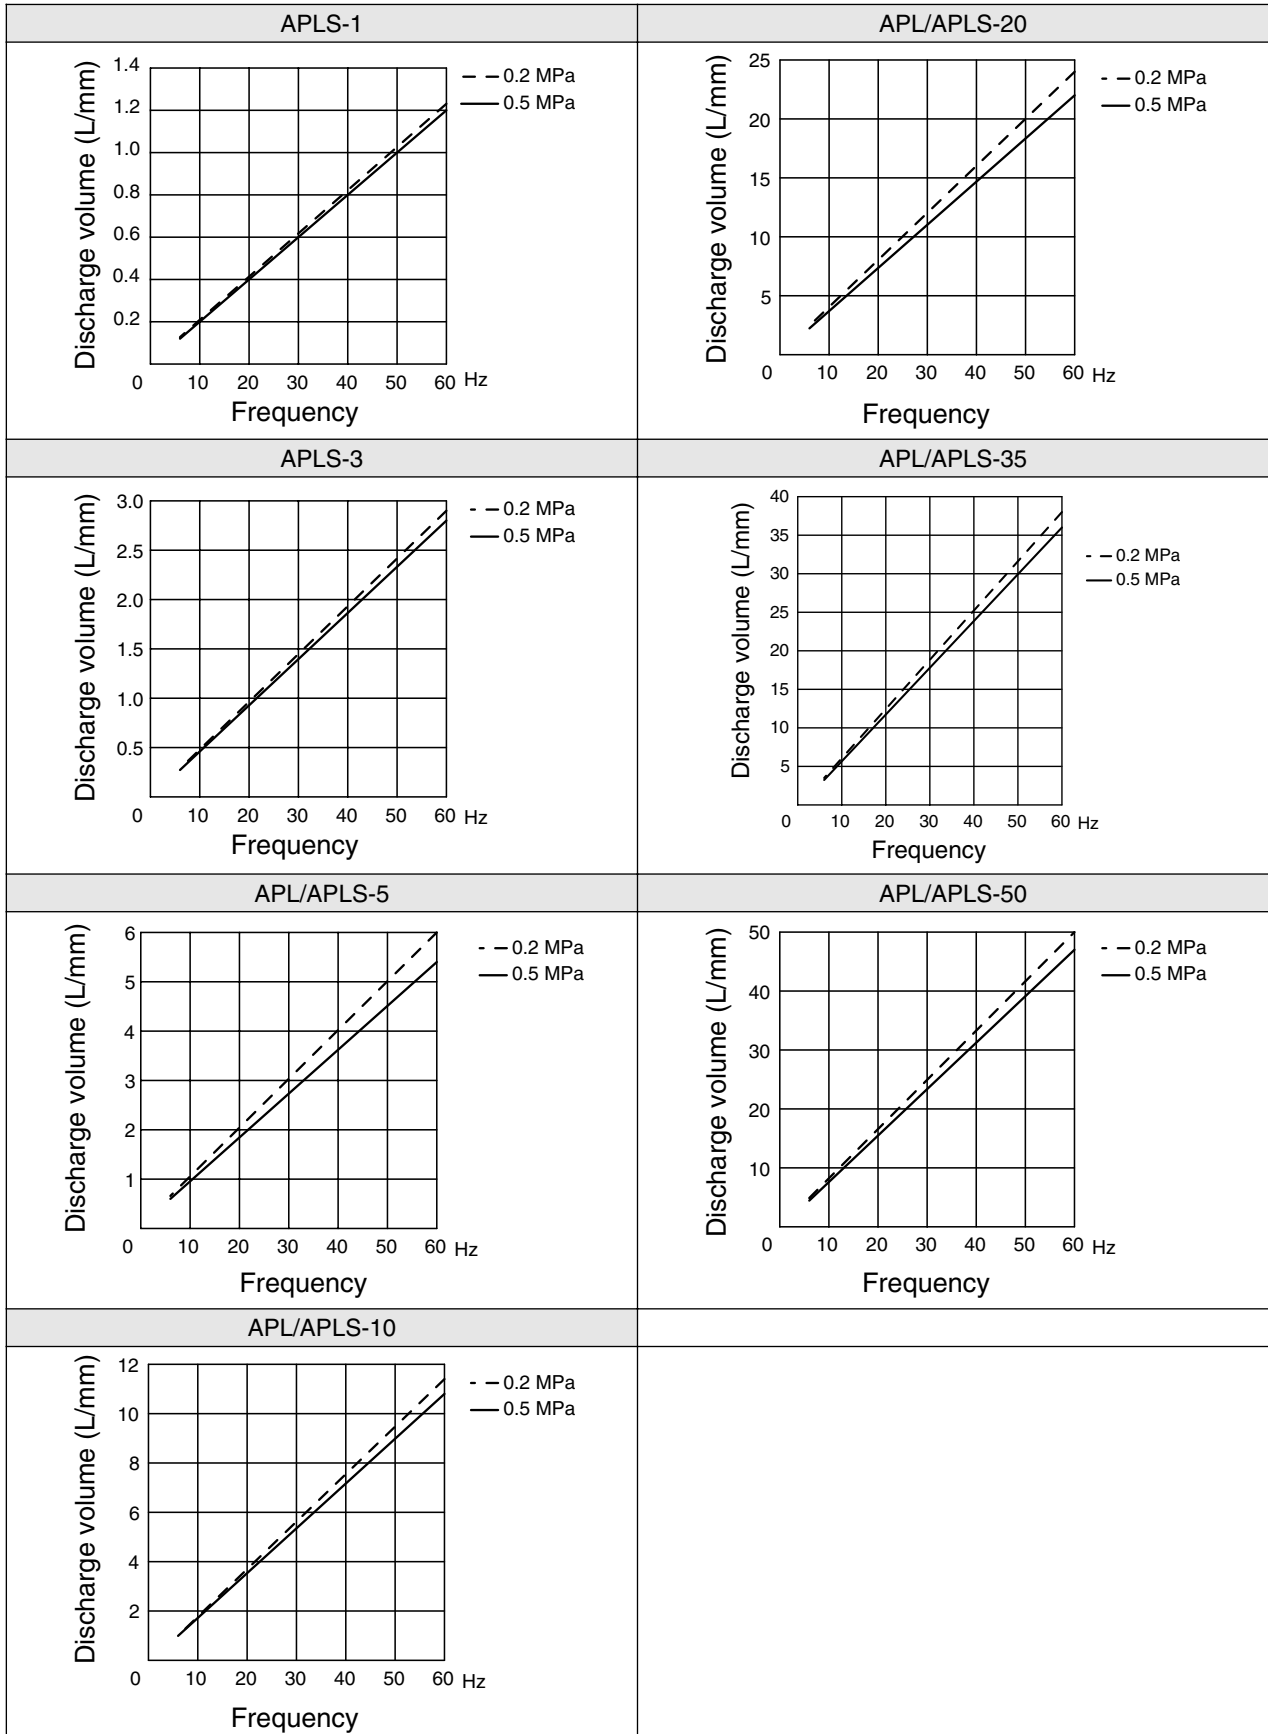 APLS-1
1.4
1.2
1.0
0.8
0.6
0.4
0.2
Discharge volume (L/mm)
0 10 20 30 40 50 60 Hz
Frequency
0.2 MPa
0.5 MPa
APL/APLS-20
25
20
15
10
5
Discharge volume (L/mm)
0 10 20 30 40 50 60 Hz
Frequency
0.2 MPa
0.5 MPa
APLS-3
3.0
2.5
2.0
1.5
1.0
0.5
Discharge volume (L/mm)
0 10 20 30 40 50 60 Hz
Frequency
0.2 MPa
0.5 MPa
APL/APLS-35
40
35
30
25
20
15
10
5
Discharge volume (L/mm)
0 10 20 30 40 50 60 Hz
Frequency
0.2 MPa
0.5 MPa
APL/APLS-5
6
5
4
3
2
1
Discharge volume (L/mm)
0 10 20 30 40 50 60 Hz
Frequency
0.2 MPa
0.5 MPa
APL/APLS-50
50
40
30
20
10
Discharge volume (L/mm)
0 10 20 30 40 50 60 Hz
Frequency
0.2 MPa
0.5 MPa
APL/APLS-10
12
10
8
6
4
2
Discharge volume (L/mm)
0 10 20 30 40 50 60 Hz
Frequency
0.2 MPa
0.5 MPa